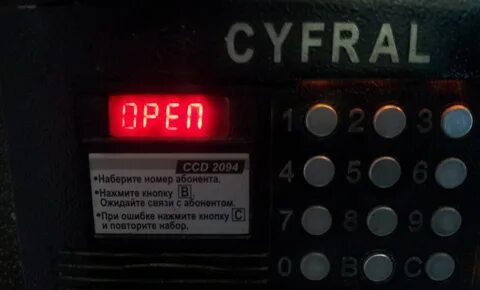 CYFRAL
OPEN
1 2 3
CCD 2094
•Наберите номер абонента.
•Нажмите кнопку B.
Ожидайте связи с абонентом.
•При ошибке нажмите кнопку C
и повторите набор.
4 5 6
7 8 9
0 B C